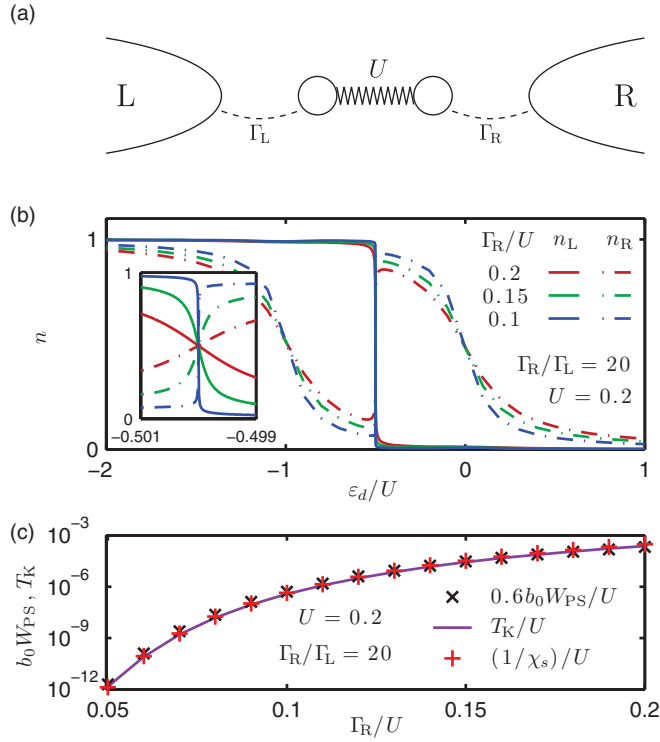 (a)
U
L
R
Γ_L
Γ_R
(b)
1
n
0
Γ_R/U n_L n_R
0.2
0.15
0.1
Γ_R/Γ_L = 20
U = 0.2
1
0
−0.501 −0.499
−2 −1 0 1
ε_d/U
(c)
10^−3
10^−6
10^−9
10^−12
b_0W_PS, T_K
U = 0.2
Γ_R/Γ_L = 20
0.6b_0W_PS/U
T_K/U
(1/χ_s)/U
0.05 0.1 0.15 0.2
Γ_R/U